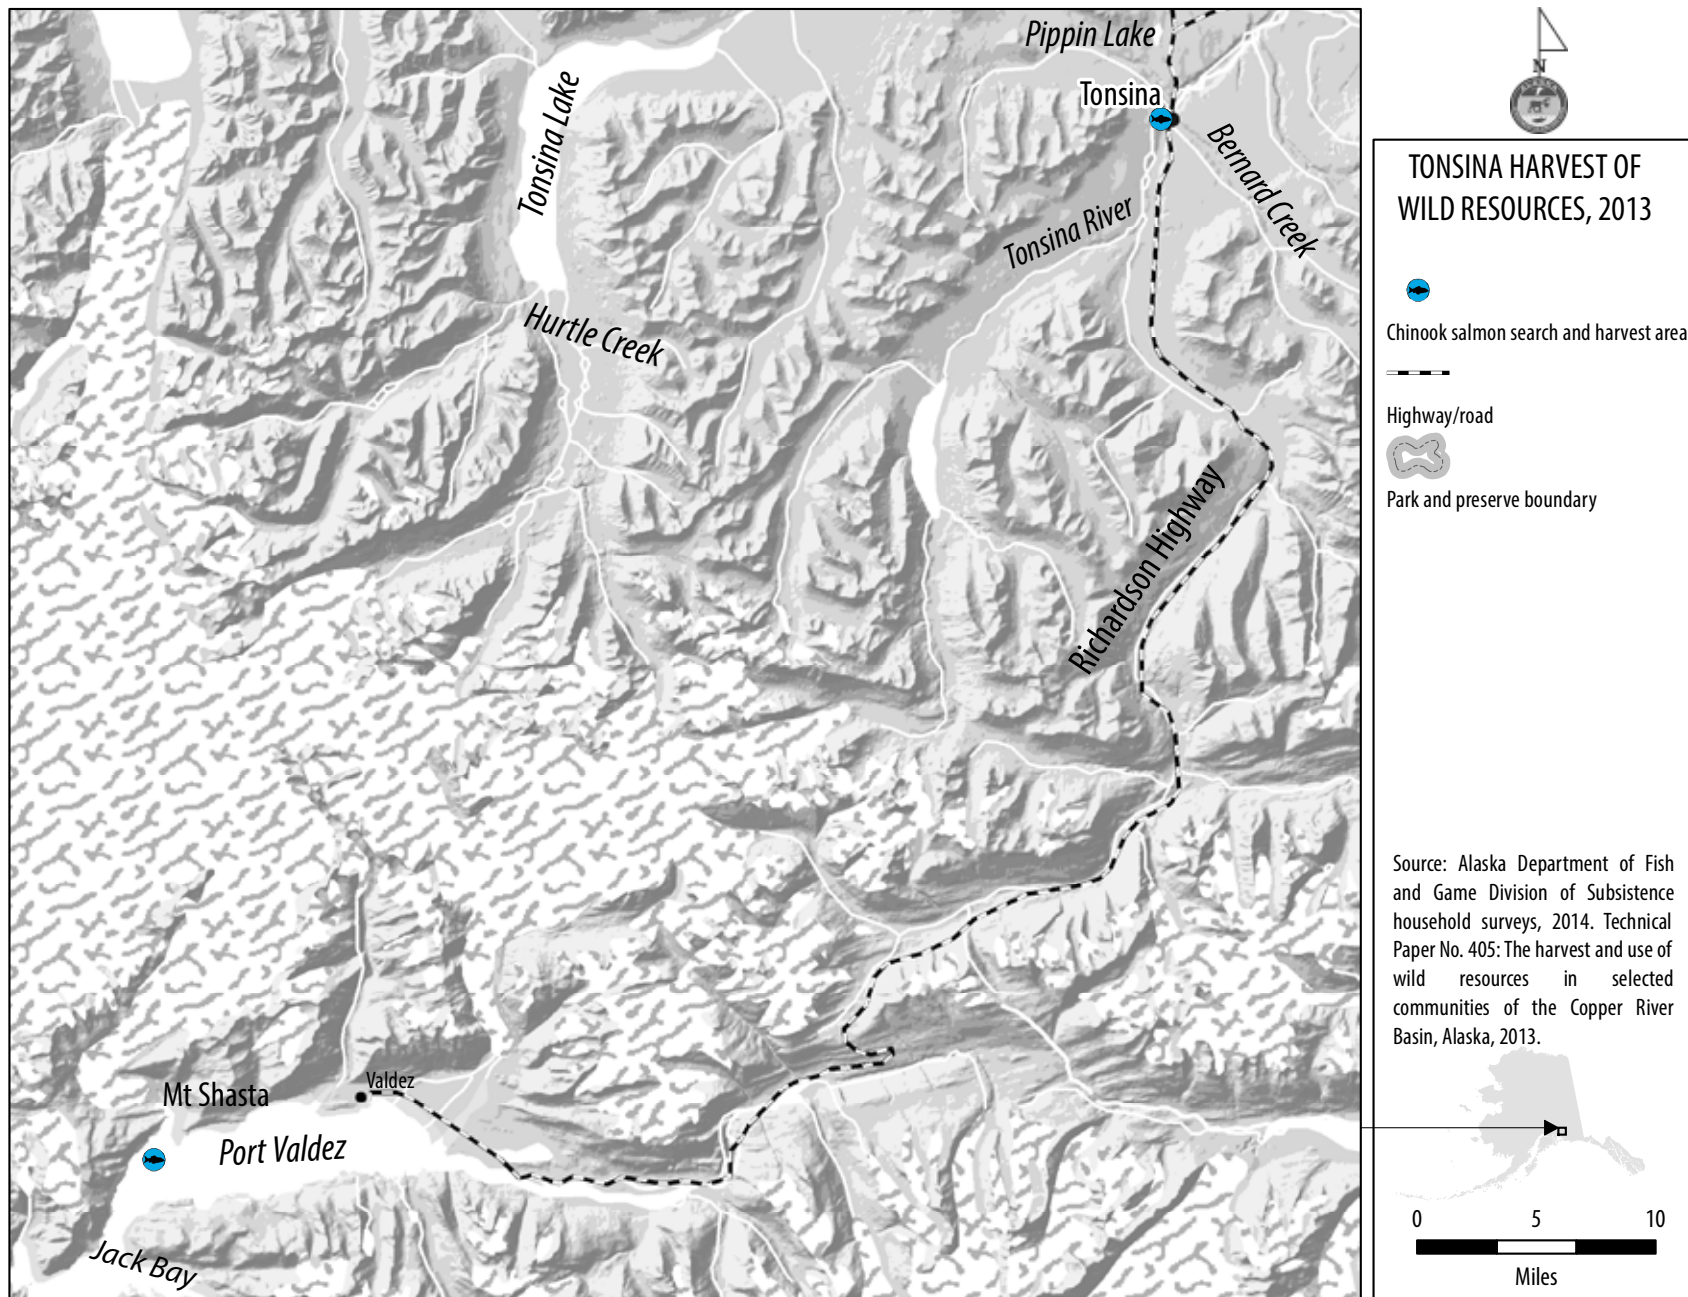 Pippin Lake
Tonsina
Tonsina Lake
Bernard Creek
Tonsina River
Hurtle Creek
Richardson Highway
Valdez
Mt Shasta
Port Valdez
Jack Bay
N
TONSINA HARVEST OF
WILD RESOURCES, 2013
Chinook salmon search and harvest area
Highway/road
Park and preserve boundary
Source: Alaska Department of Fish
and Game Division of Subsistence
household surveys, 2014. Technical
Paper No. 405: The harvest and use of
wild resources in selected
communities of the Copper River
Basin, Alaska, 2013.
0 5 10
Miles